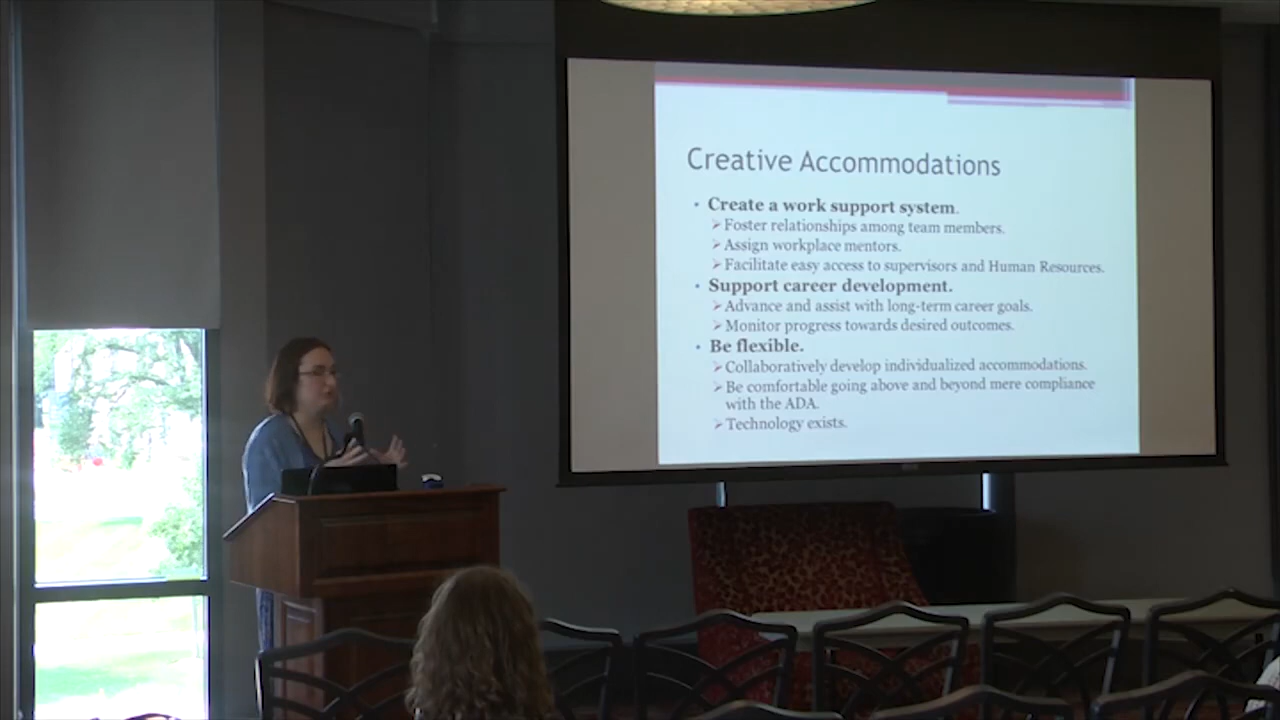 Creative Accommodations
• Create a work support system.
➢ Foster relationships among team members.
➢ Assign workplace mentors.
➢ Facilitate easy access to supervisors and Human Resources.
• Support career development.
➢ Advance and assist with long-term career goals.
➢ Monitor progress towards desired outcomes.
• Be flexible.
➢ Collaboratively develop individualized accommodations.
➢ Be comfortable going above and beyond mere compliance
with the ADA.
➢ Technology exists.